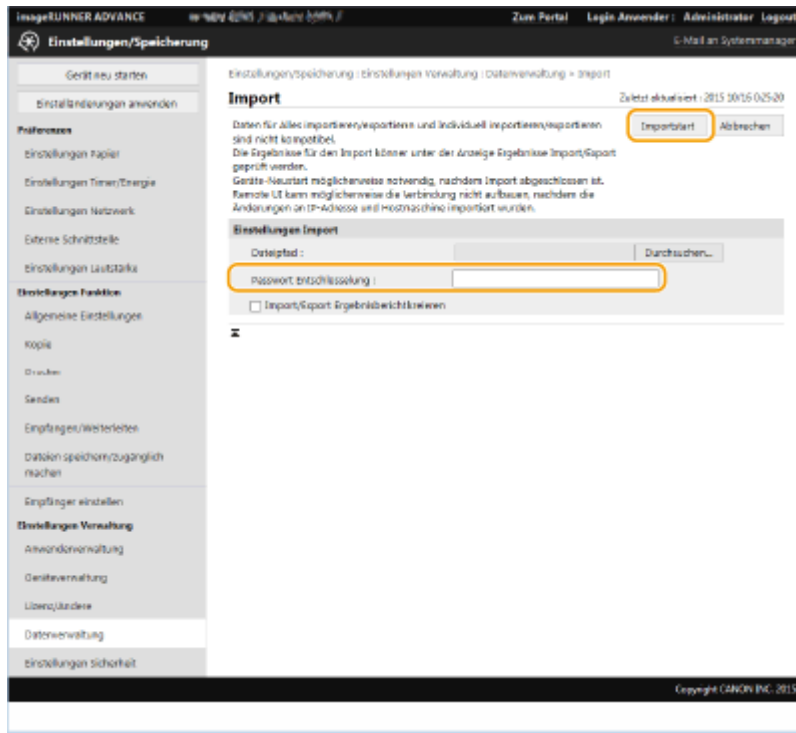 imageRUNNER ADVANCE
Zum Portal Login Anwender: Administrator Logout
Einstellungen/Speicherung
E-Mail an Systemmanager
Gerät neu starten
Einstelländerungen anwenden
Präferenzen
Einstellungen Papier
Einstellungen Timer/Energie
Einstellungen Netzwerk
Externe Schnittstelle
Einstellungen Lautstärke
Einstellungen Funktion
Allgemeine Einstellungen
Kopie
Drucker
Senden
Empfangen/Weiterleiten
Dateien speichern/zugänglich
machen
Empfänger einstellen
Einstellungen Verwaltung
Anwenderverwaltung
Geräteverwaltung
Lizenz/Andere
Datenverwaltung
Einstellungen Sicherheit
Einstellungen/Speicherung : Einstellungen Verwaltung : Datenverwaltung > Import
Import
Zuletzt aktualisiert : 2015 10/16 02:5:20
Daten für Alles importieren/exportieren und Individuell importieren/exportieren
sind nicht kompatibel.
Die Ergebnisse für den Import können unter der Anzeige Ergebnisse Import/Export
geprüft werden.
Geräte-Neustart möglicherweise notwendig, nachdem Import abgeschlossen ist.
Remote UI kann möglicherweise die Verbindung nicht aufbauen, nachdem die
Änderungen an IP-Adresse und Hostmaschine importiert wurden.
Importstart Abbrechen
Einstellungen Import
Dateipfad :
Durchsuchen...
Passwort Entschlüsselung :
Import/Export Ergebnisbericht kreieren
Copyright CANON INC. 2015